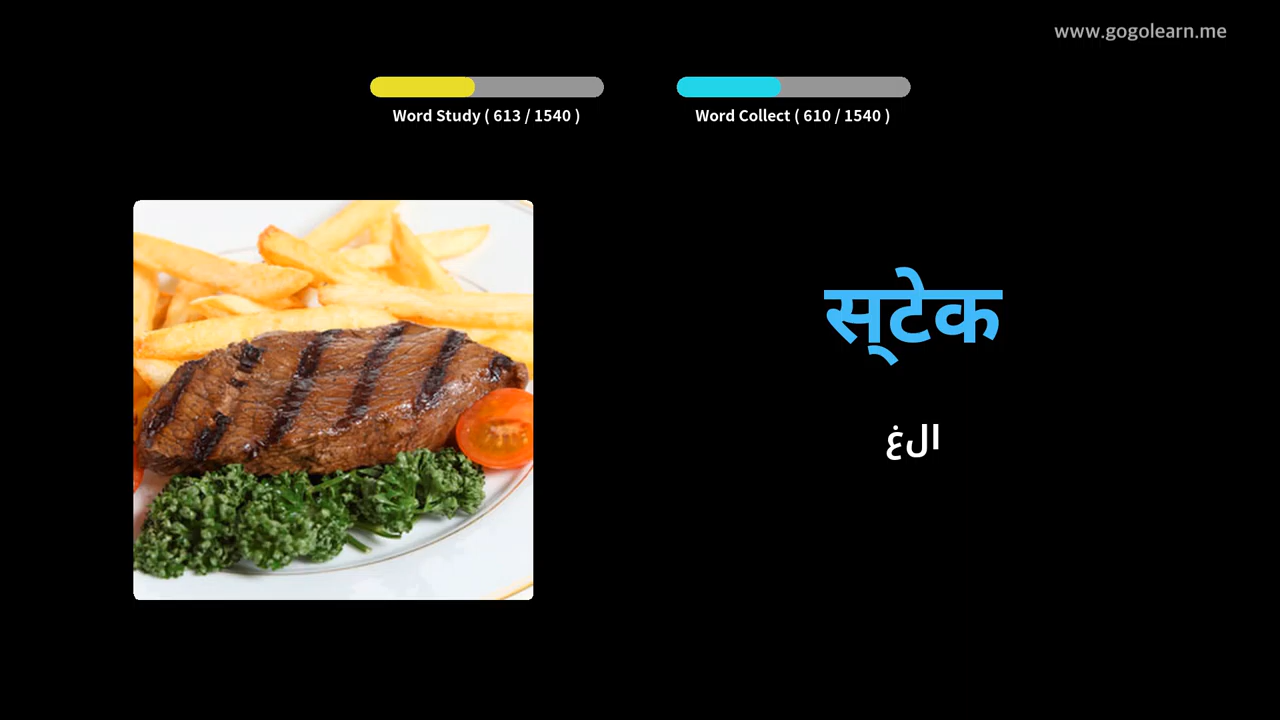 www.gogolearn.me
Word Study ( 613 / 1540 )
Word Collect ( 610 / 1540 )
स्टेक
الغ